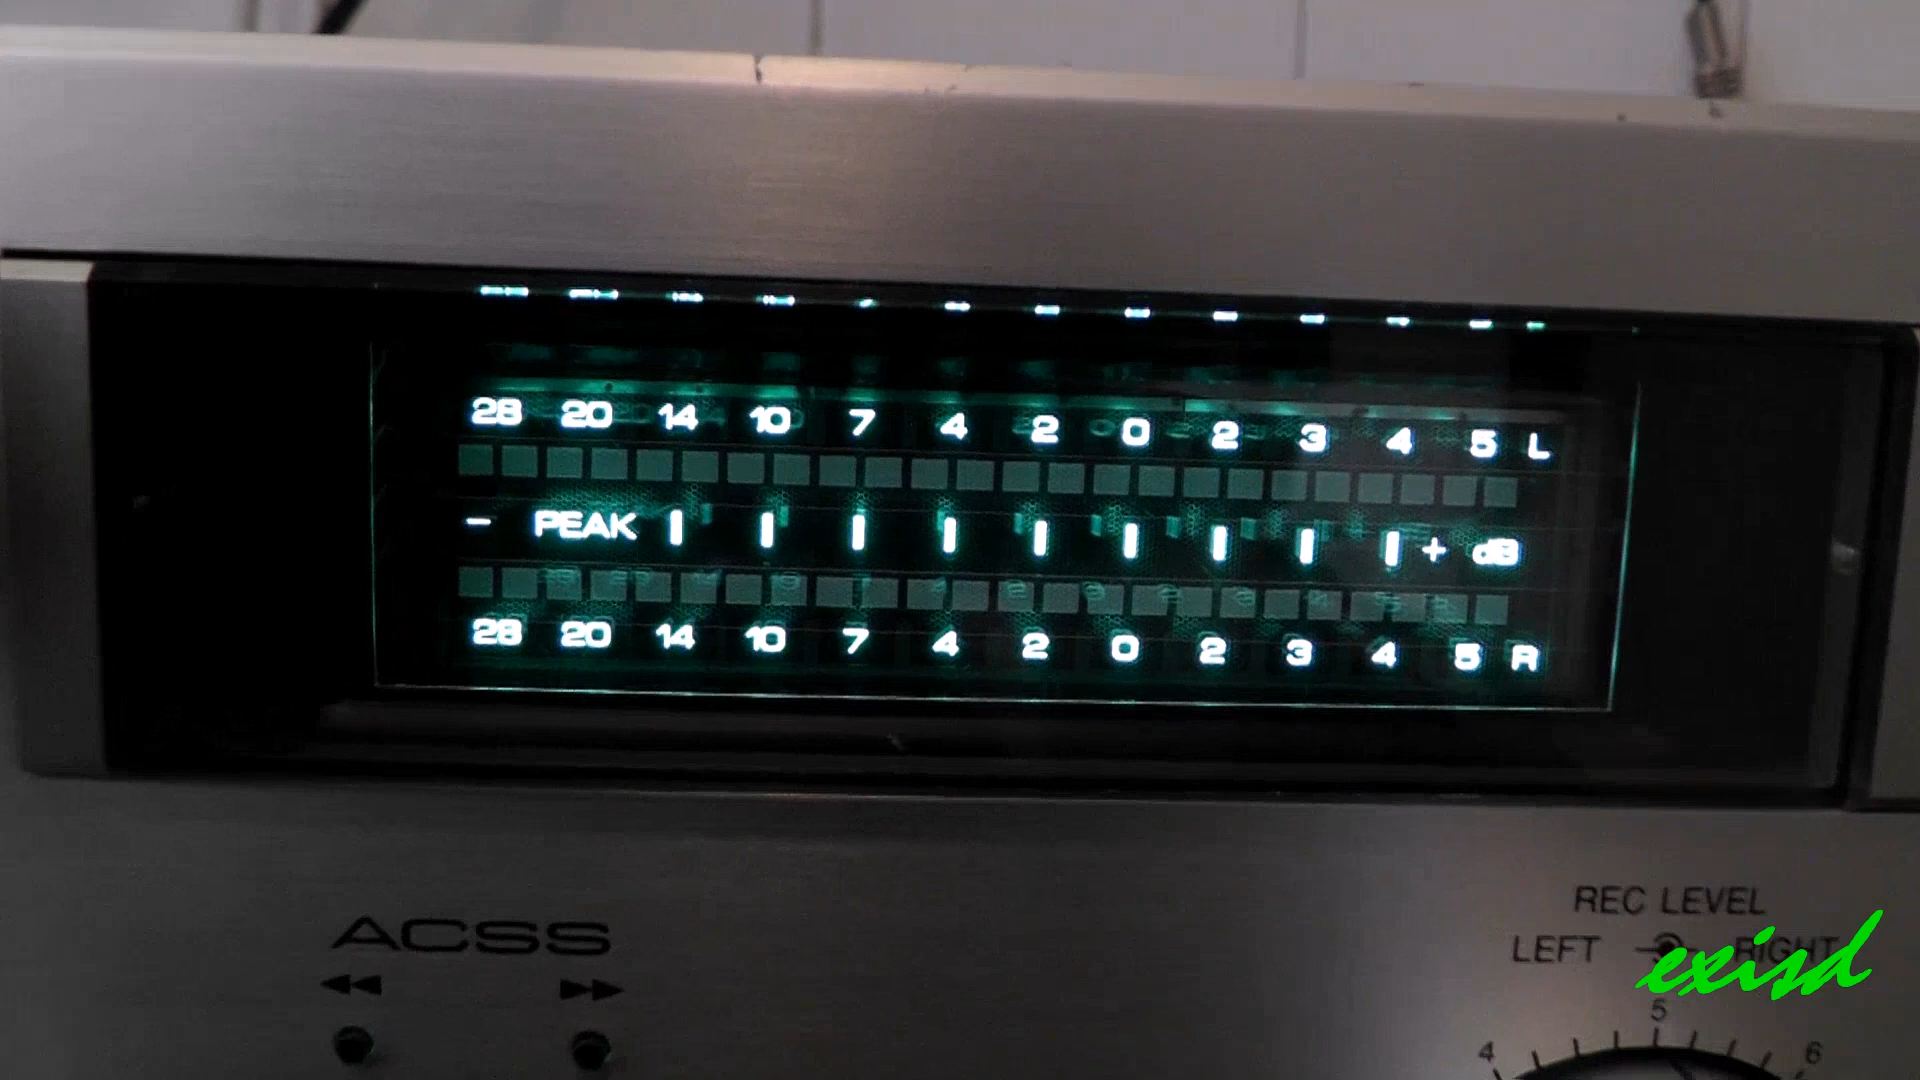 28 20 14 10 7 4 2 0 2 3 4 5 L
− PEAK + dB
28 20 14 10 7 4 2 0 2 3 4 5 R
ACSS
REC LEVEL
LEFT RIGHT
exisd
5
4 6